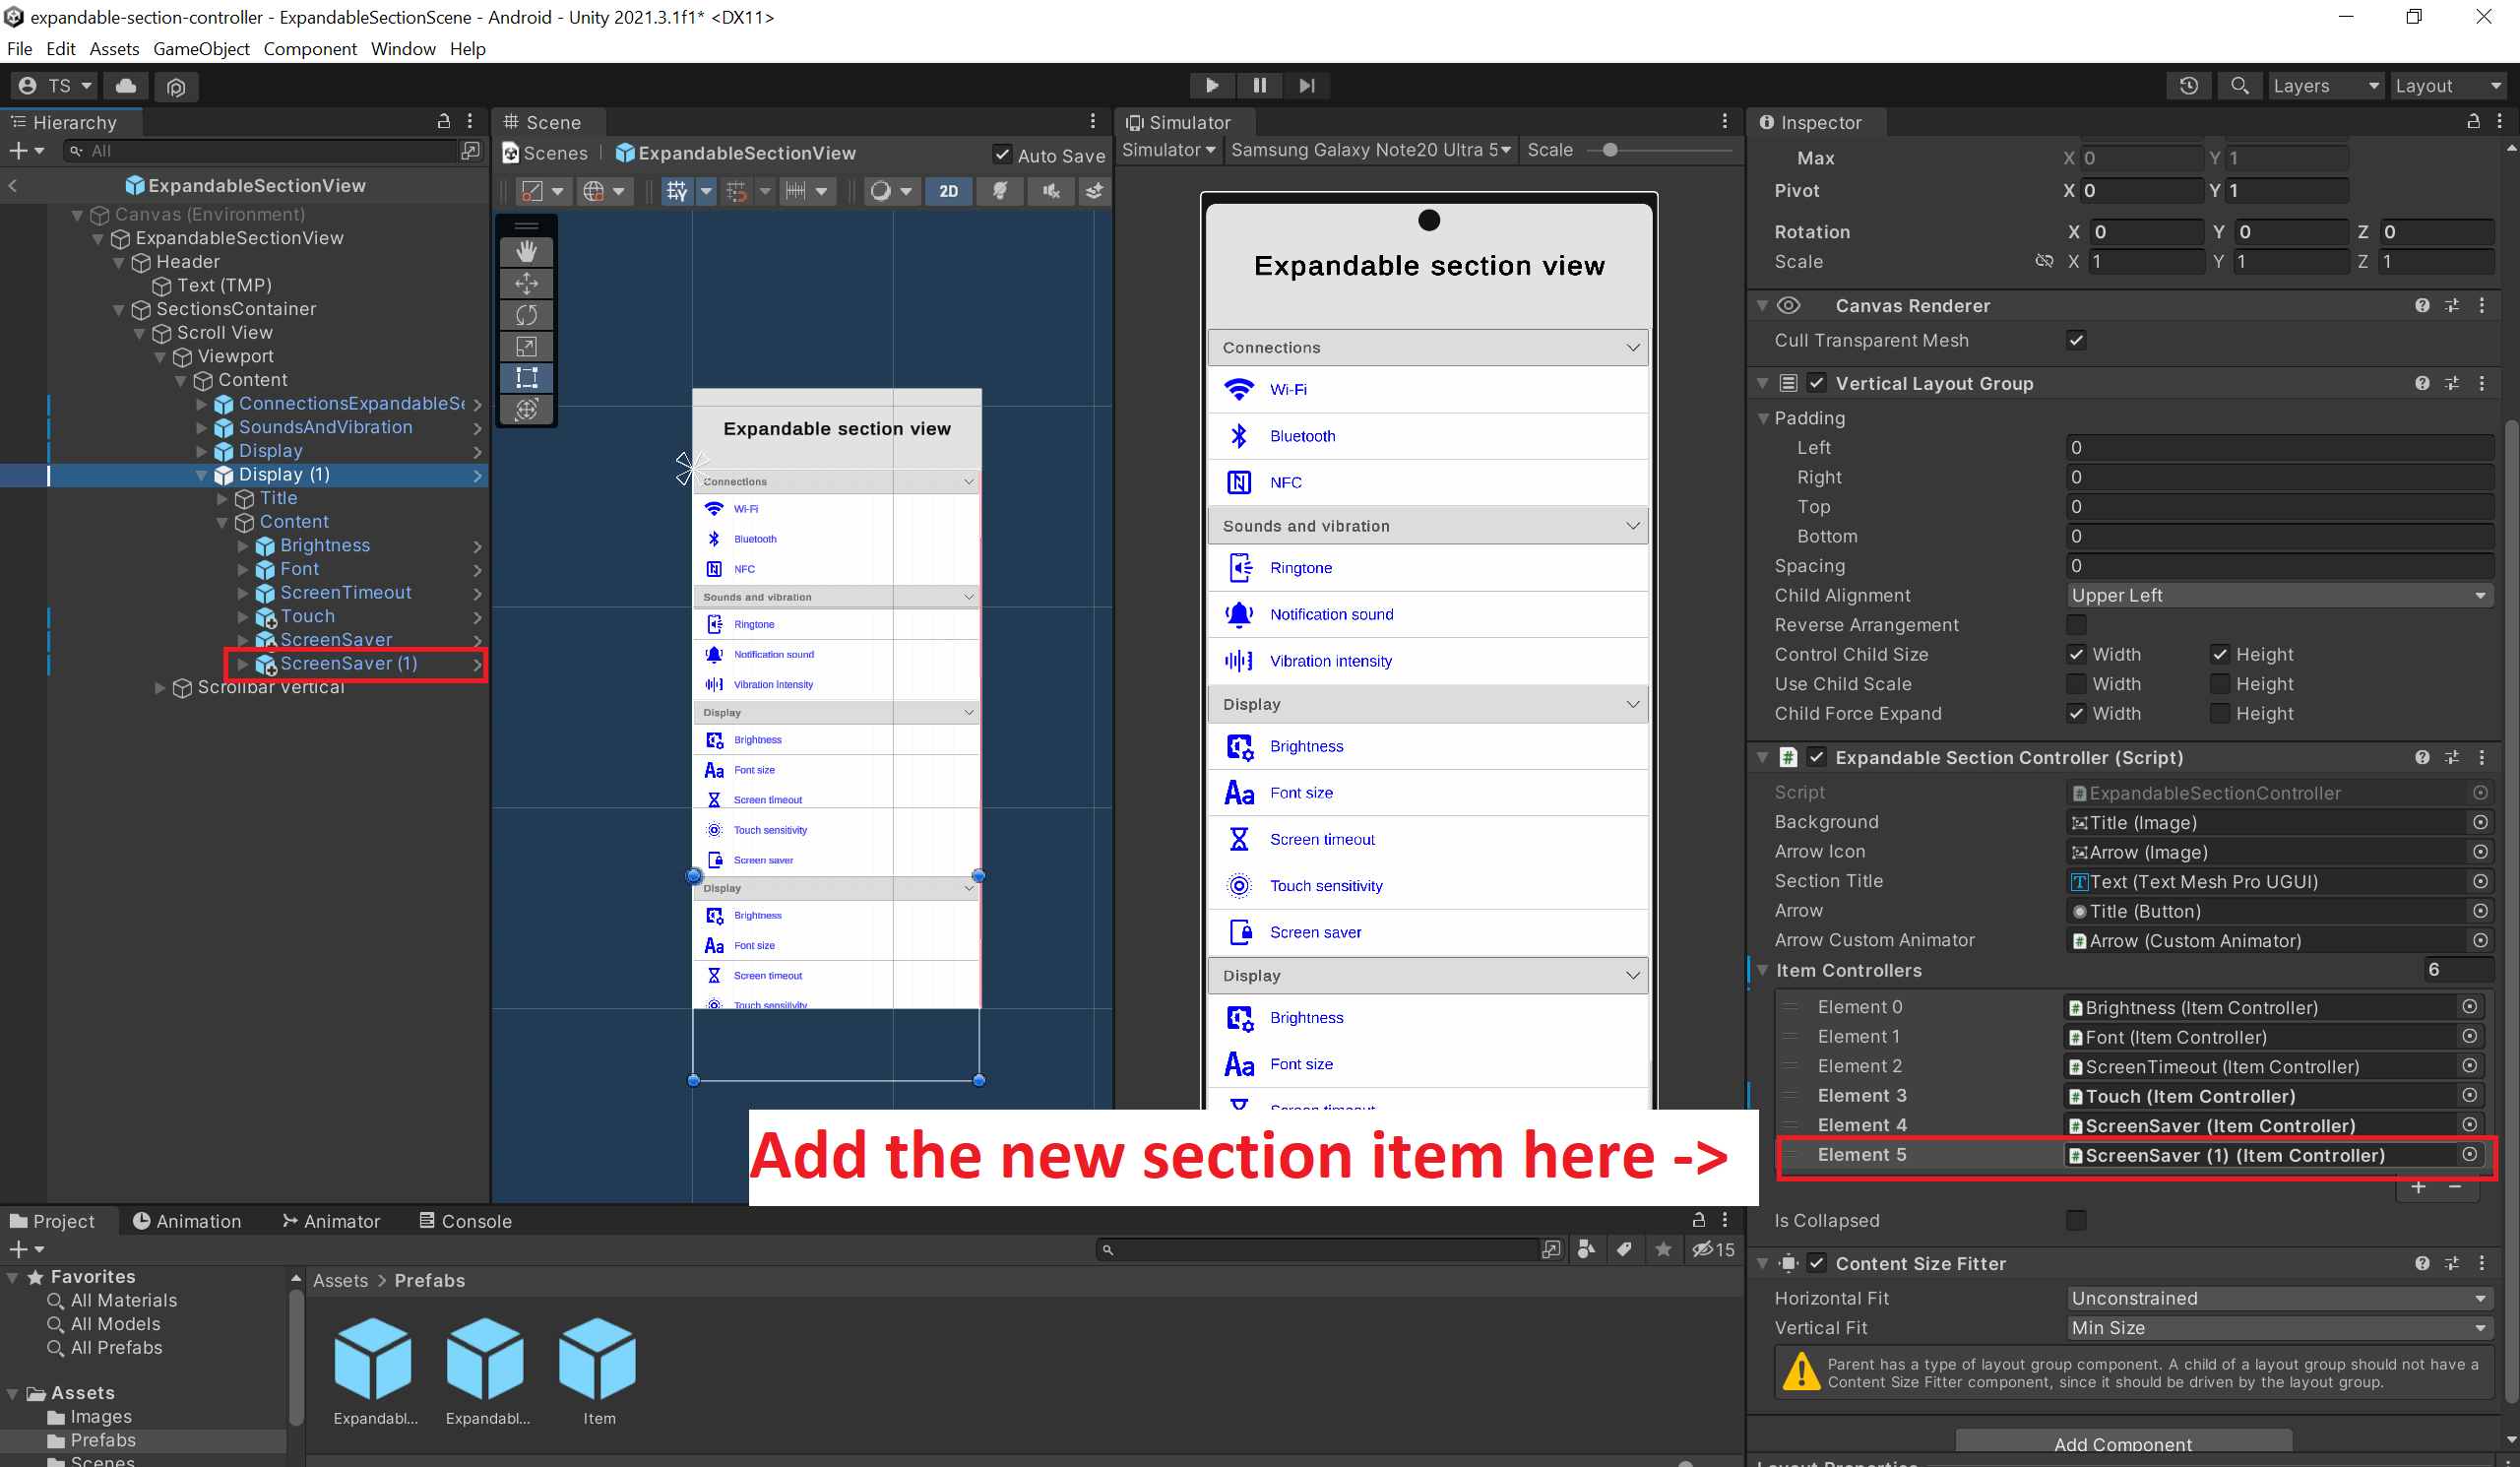 expandable-section-controller - ExpandableSectionScene - Android - Unity 2021.3.1f1* <DX11>
File Edit Assets GameObject Component Window Help
TS
Layers
Layout
Hierarchy
All
ExpandableSectionView
Canvas (Environment)
ExpandableSectionView
Header
Text (TMP)
SectionsContainer
Scroll View
Viewport
Content
ConnectionsExpandableSe
SoundsAndVibration
Display
Display (1)
Title
Content
Brightness
Font
ScreenTimeout
Touch
ScreenSaver
ScreenSaver (1)
Scrollbar Vertical
Scene
Scenes | ExpandableSectionView
Auto Save
2D
Expandable section view
Connections
Wi-Fi
Bluetooth
NFC
Sounds and vibration
Ringtone
Notification sound
Vibration intensity
Display
Brightness
Aa Font size
Screen timeout
Touch sensitivity
Screen saver
Display
Brightness
Aa Font size
Screen timeout
Touch sensitivity
Simulator
Simulator Samsung Galaxy Note20 Ultra 5 Scale
Expandable section view
Connections
Wi-Fi
Bluetooth
NFC
Sounds and vibration
Ringtone
Notification sound
Vibration intensity
Display
Brightness
Aa Font size
Screen timeout
Touch sensitivity
Screen saver
Display
Brightness
Aa Font size
Screen timeout
Add the new section item here ->
Inspector
Max X 0 Y 1
Pivot X 0 Y 1
Rotation X 0 Y 0 Z 0
Scale X 1 Y 1 Z 1
Canvas Renderer
Cull Transparent Mesh
Vertical Layout Group
Padding
Left 0
Right 0
Top 0
Bottom 0
Spacing 0
Child Alignment Upper Left
Reverse Arrangement
Control Child Size Width Height
Use Child Scale Width Height
Child Force Expand Width Height
# Expandable Section Controller (Script)
Script #ExpandableSectionController
Background Title (Image)
Arrow Icon Arrow (Image)
Section Title Text (Text Mesh Pro UGUI)
Arrow Title (Button)
Arrow Custom Animator #Arrow (Custom Animator)
Item Controllers 6
Element 0 #Brightness (Item Controller)
Element 1 #Font (Item Controller)
Element 2 #ScreenTimeout (Item Controller)
Element 3 #Touch (Item Controller)
Element 4 #ScreenSaver (Item Controller)
Element 5 #ScreenSaver (1) (Item Controller)
+ −
Is Collapsed
Content Size Fitter
Horizontal Fit Unconstrained
Vertical Fit Min Size
Parent has a type of layout group component. A child of a layout group should not have a
Content Size Fitter component, since it should be driven by the layout group.
Add Component
Layout Properties
Project Animation Animator Console
15
Favorites
All Materials
All Models
All Prefabs
Assets
Images
Prefabs
Scenes
Assets > Prefabs
Expandabl... Expandabl... Item